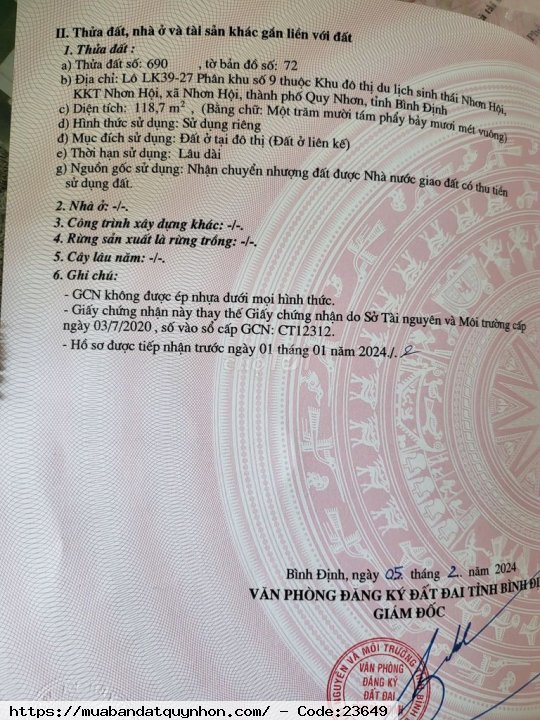 II. Thửa đất, nhà ở và tài sản khác gắn liền với đất
1. Thửa đất :
a) Thửa đất số: 690 , tờ bản đồ số: 72
b) Địa chỉ: Lô LK39-27 Phân khu số 9 thuộc Khu đô thị du lịch sinh thái Nhơn Hội,
KKT Nhơn Hội, xã Nhơn Hội, thành phố Quy Nhơn, tỉnh Bình Định
c) Diện tích: 118,7 m², (Bằng chữ: Một trăm mười tám phẩy bảy mươi mét vuông)
d) Hình thức sử dụng: Sử dụng riêng
đ) Mục đích sử dụng: Đất ở tại đô thị (Đất ở liên kế)
e) Thời hạn sử dụng: Lâu dài
g) Nguồn gốc sử dụng: Nhận chuyển nhượng đất được Nhà nước giao đất có thu tiền
sử dụng đất.
2. Nhà ở: -/-.
3. Công trình xây dựng khác: -/-.
4. Rừng sản xuất là rừng trồng: -/-.
5. Cây lâu năm: -/-.
6. Ghi chú:
- GCN không được ép nhựa dưới mọi hình thức.
- Giấy chứng nhận này thay thế Giấy chứng nhận do Sở Tài nguyên và Môi trường cấp
ngày 03/7/2020 , số vào sổ cấp GCN: CT12312.
- Hồ sơ được tiếp nhận trước ngày 01 tháng 01 năm 2024./.
Bình Định, ngày 05 tháng 2 năm 2024
VĂN PHÒNG ĐĂNG KÝ ĐẤT ĐAI TỈNH BÌNH ĐỊ
GIÁM ĐỐC
NGUYÊN VÀ MÔI TRƯỜNG
VĂN PHÒNG
ĐĂNG KÝ
ĐẤT ĐAI
https://muabandatquynhon.com/ - Code:23649